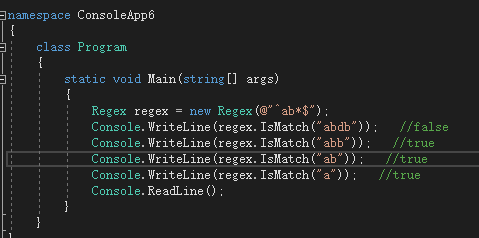 namespace ConsoleApp6
{
class Program
{
static void Main(string[] args)
{
Regex regex = new Regex(@"^ab*$");
Console.WriteLine(regex.IsMatch("abdb")); //false
Console.WriteLine(regex.IsMatch("abb")); //true
Console.WriteLine(regex.IsMatch("ab")); //true
Console.WriteLine(regex.IsMatch("a")); //true
Console.ReadLine();
}
}
}